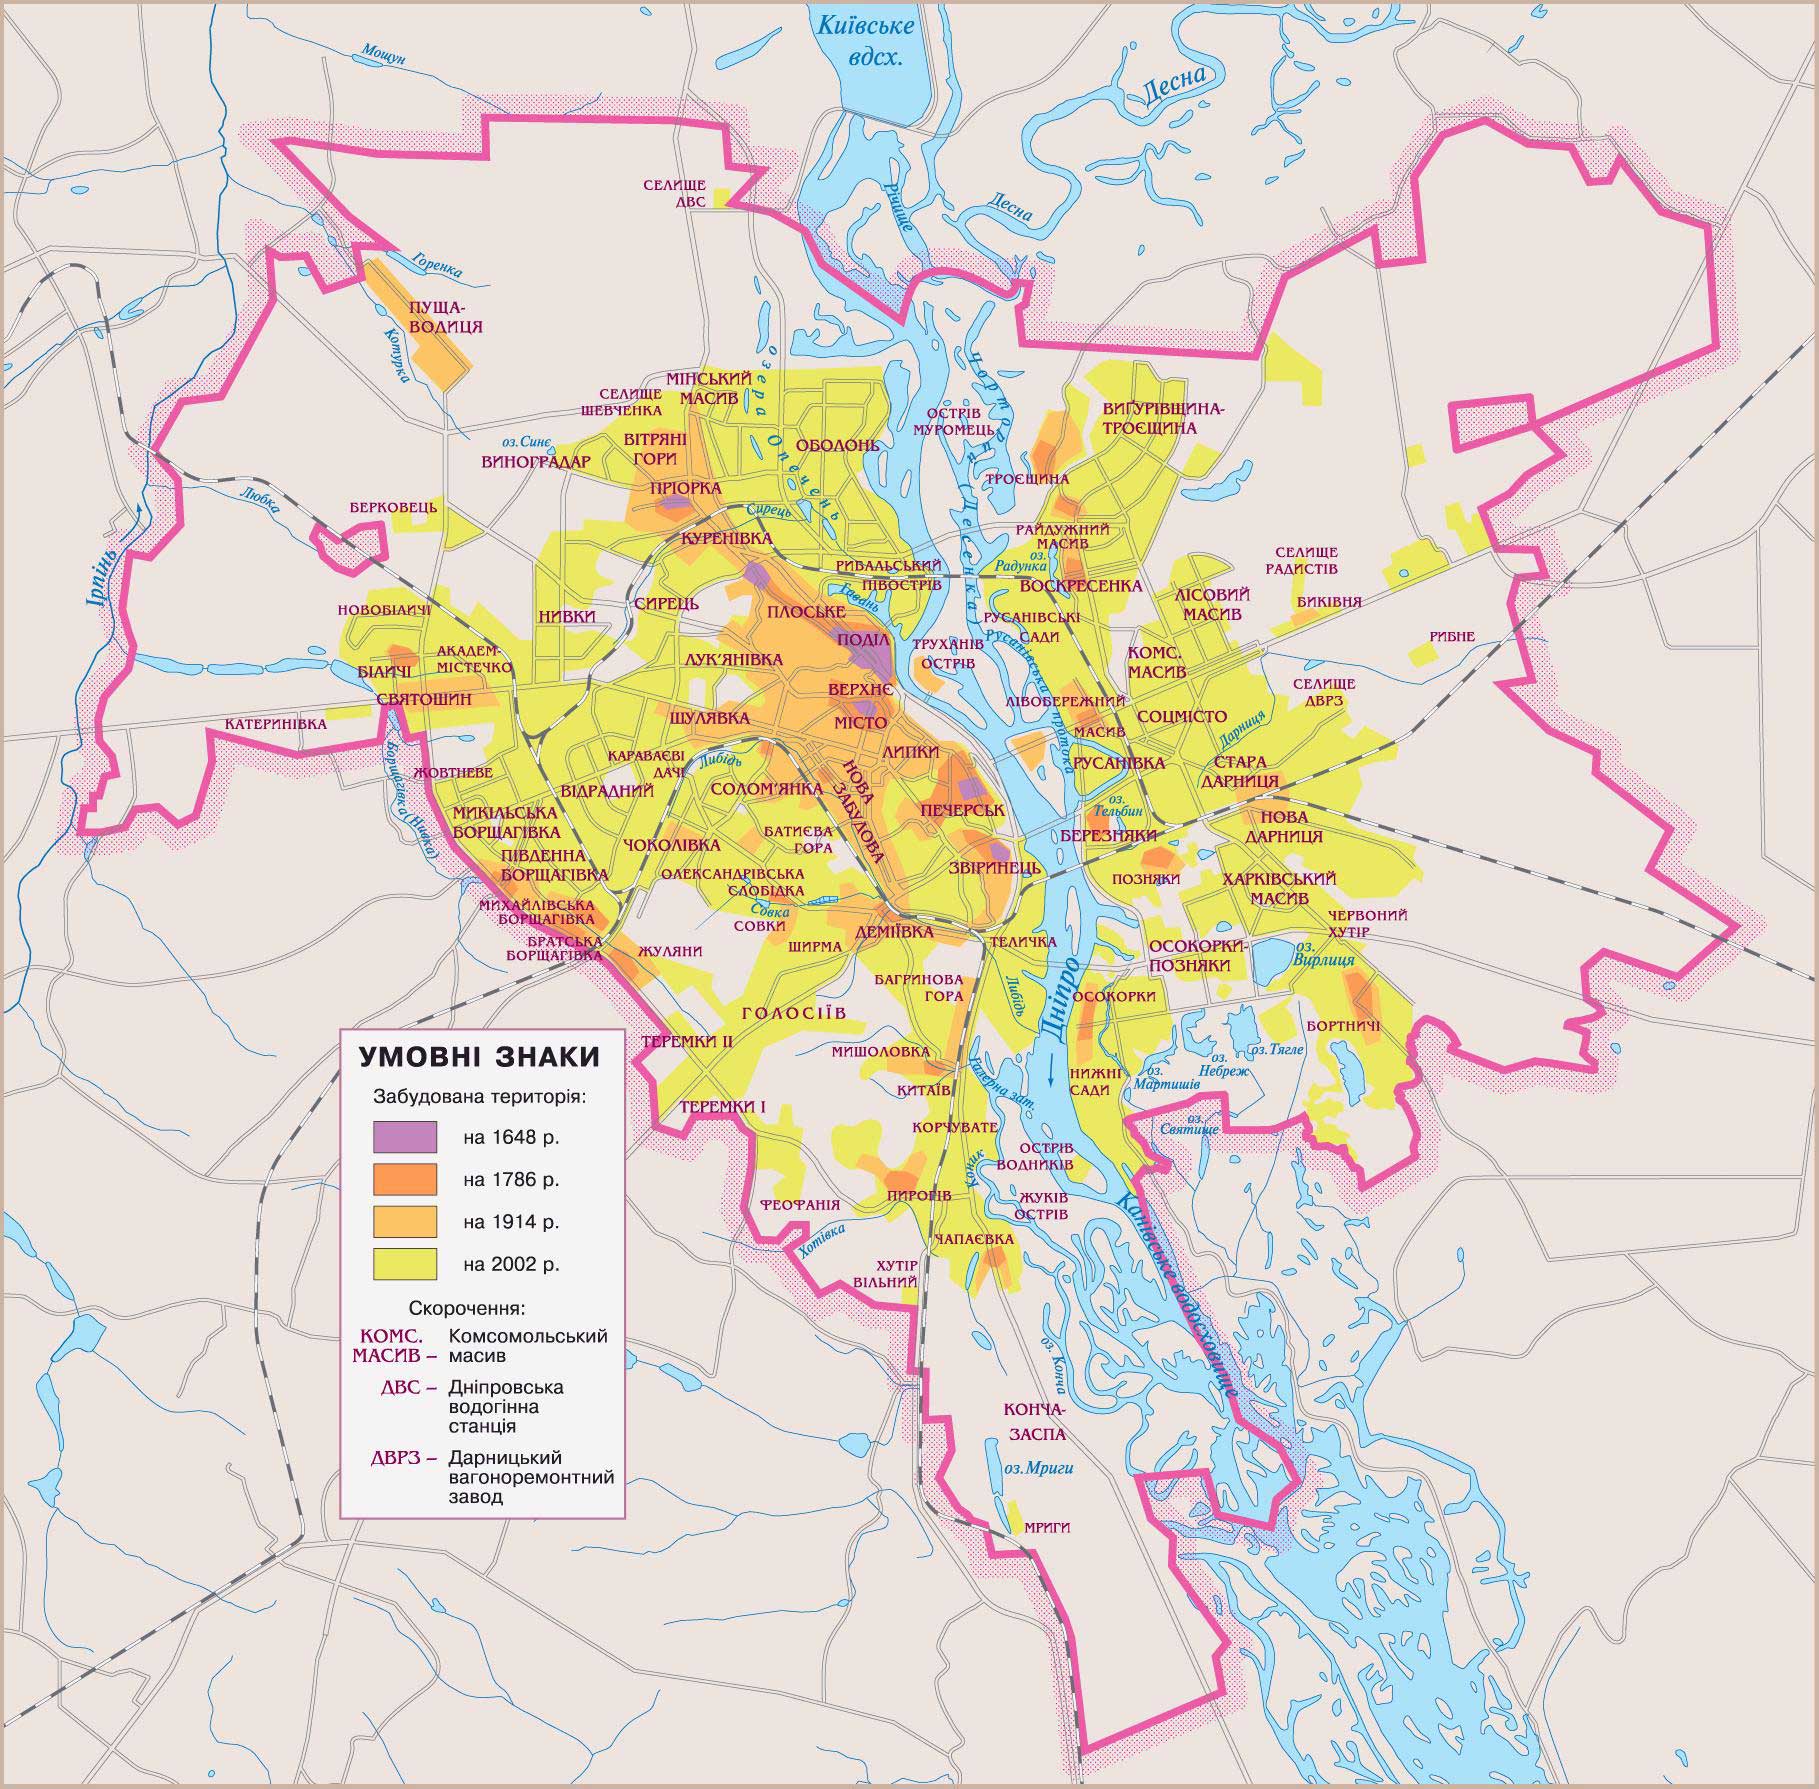 Київське
вдсх.
Мощун
Десна
Річище
Десна
СЕЛИЩЕ
ДВС
Горенка
ПУЩА-
ВОДИЦЯ
Котурка
озера Опечень
Чорторий (Десенка)
МІНСЬКИЙ
МАСИВ
СЕЛИЩЕ
ШЕВЧЕНКА
ОСТРІВ
МУРОМЕЦЬ
ВИҐУРІВЩИНА-
ТРОЄЩИНА
оз.Синє
ВИНОГРАДАР
ВІТРЯНІ
ГОРИ
ОБОЛОНЬ
ТРОЄЩИНА
ПРІОРКА
Любка
БЕРКОВЕЦЬ
Сирець
КУРЕНІВКА
РАЙДУЖНИЙ
МАСИВ
оз.
Радунка
СЕЛИЩЕ
РАДИСТІВ
Ірпінь
РИБАЛЬСЬКИЙ
ПІВОСТРІВ
ВОСКРЕСЕНКА
Гавань
ЛІСОВИЙ
МАСИВ
БИКІВНЯ
НОВОБІЛИЧІ
НИВКИ
СИРЕЦЬ
ПЛОСЬКЕ
РУСАНІВСЬКІ
САДИ
Русанівська протока
РИБНЕ
ПОДІЛ
ТРУХАНІВ
ОСТРІВ
АКАДЕМ-
МІСТЕЧКО
ЛУК’ЯНІВКА
КОМС.
МАСИВ
БІЛИЧІ
СВЯТОШИН
ВЕРХНЄ
МІСТО
СЕЛИЩЕ
ДВРЗ
ЛІВОБЕРЕЖНИЙ
МАСИВ
СОЦМІСТО
КАТЕРИНІВКА
ШУЛЯВКА
Дарниця
ЛИПКИ
РУСАНІВКА
СТАРА
ДАРНИЦЯ
Борщагівка (Нивка)
ЖОВТНЕВЕ
КАРАВАЄВІ
ДАЧІ
Либідь
ВІДРАДНИЙ
СОЛОМ’ЯНКА
НОВА
ЗАБУДОВА
ПЕЧЕРСЬК
оз.
Тельбин
МИКІЛЬСЬКА
БОРЩАГІВКА
БЕРЕЗНЯКИ
НОВА
ДАРНИЦЯ
ЧОКОЛІВКА
БАТИЄВА
ГОРА
ПІВДЕННА
БОРЩАГІВКА
ЗВІРИНЕЦЬ
ОЛЕКСАНДРІВСЬКА
СЛОБІДКА
ПОЗНЯКИ
ХАРКІВСЬКИЙ
МАСИВ
МИХАЙЛІВСЬКА
БОРЩАГІВКА
Совка
СОВКИ
ЧЕРВОНИЙ
ХУТІР
ДЕМІЇВКА
БРАТСЬКА
БОРЩАГІВКА
ЖУЛЯНИ
ШИРМА
ТЕЛИЧКА
ОСОКОРКИ-
ПОЗНЯКИ
оз.
Вирлиця
БАГРИНОВА
ГОРА
Либідь
Дніпро
ОСОКОРКИ
ГОЛОСІЇВ
БОРТНИЧІ
ТЕРЕМКИ ІІ
МИШОЛОВКА
оз.Тягле
оз.
Небреж
оз.
Мартишів
НИЖНІ
САДИ
КИТАЇВ
Галерна зат.
ТЕРЕМКИ І
КОРЧУВАТЕ
оз.
Святище
ОСТРІВ
ВОДНИКІВ
Коник
ПИРОГІВ
ЖУКІВ
ОСТРІВ
ФЕОФАНІЯ
Канівське водосховище
Хотівка
ЧАПАЄВКА
ХУТІР
ВІЛЬНИЙ
оз. Конча
КОНЧА-
ЗАСПА
оз.Мриги
МРИГИ
УМОВНІ ЗНАКИ
Забудована територія:
на 1648 р.
на 1786 р.
на 1914 р.
на 2002 р.
Скорочення:
КОМС. Комсомольський
МАСИВ – масив
ДВС – Дніпровська
водогінна
станція
ДВРЗ – Дарницький
вагоноремонтний
завод